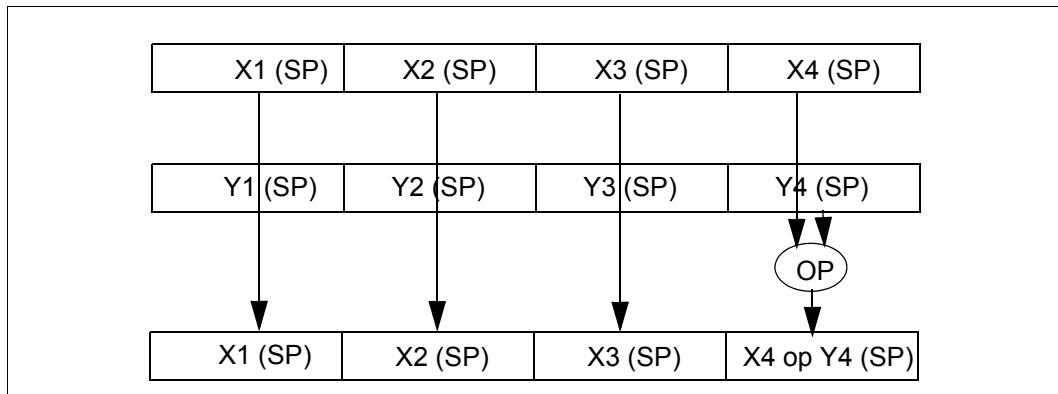 X1 (SP) X2 (SP) X3 (SP) X4 (SP)
Y1 (SP) Y2 (SP) Y3 (SP) Y4 (SP)
OP
X1 (SP) X2 (SP) X3 (SP) X4 op Y4 (SP)